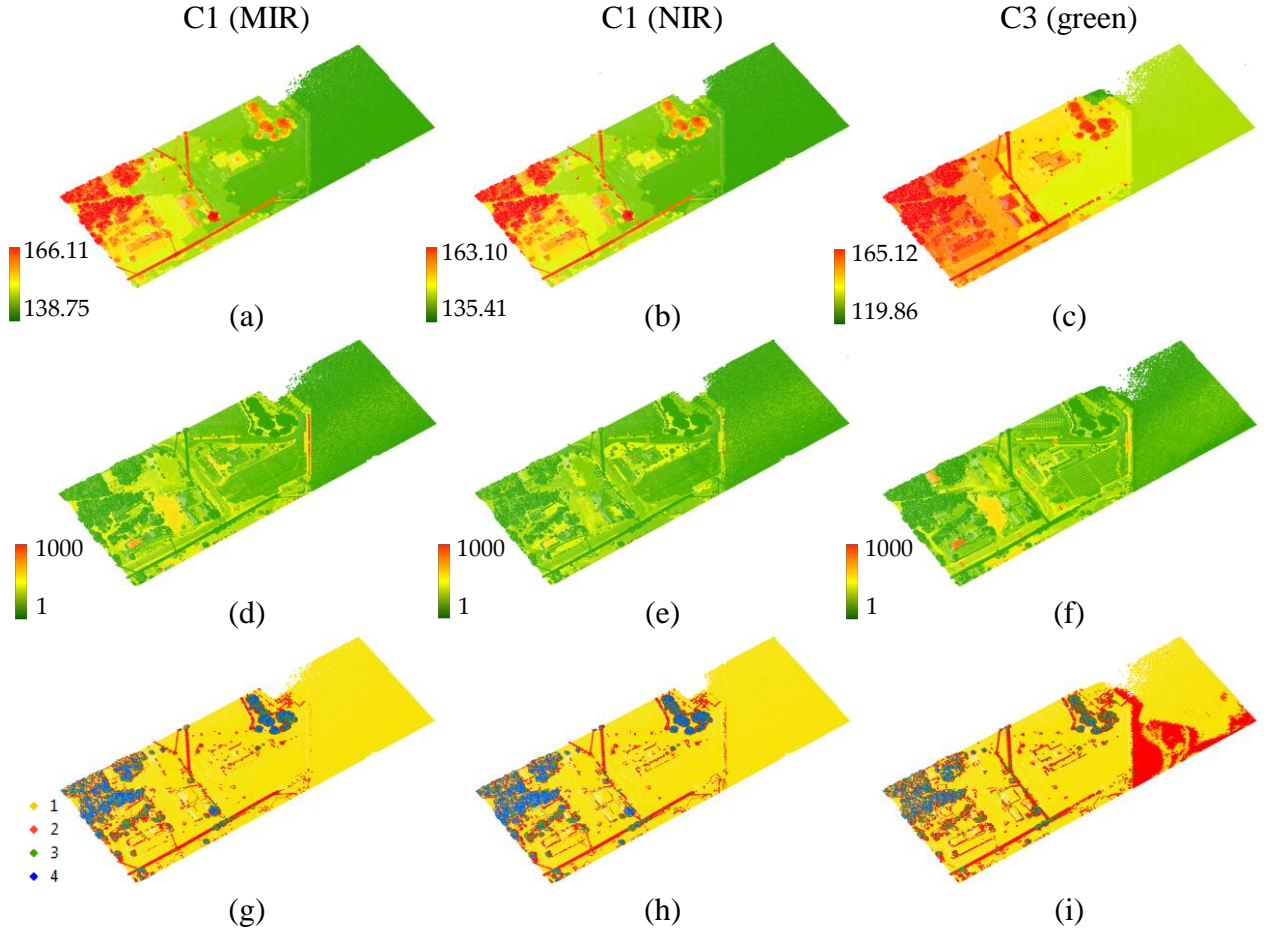 C1 (MIR)
C1 (NIR)
C3 (green)
166.11
138.75
163.10
135.41
165.12
119.86
(a)
(b)
(c)
1000
1
1000
1
1000
1
(d)
(e)
(f)
1
2
3
4
(g)
(h)
(i)